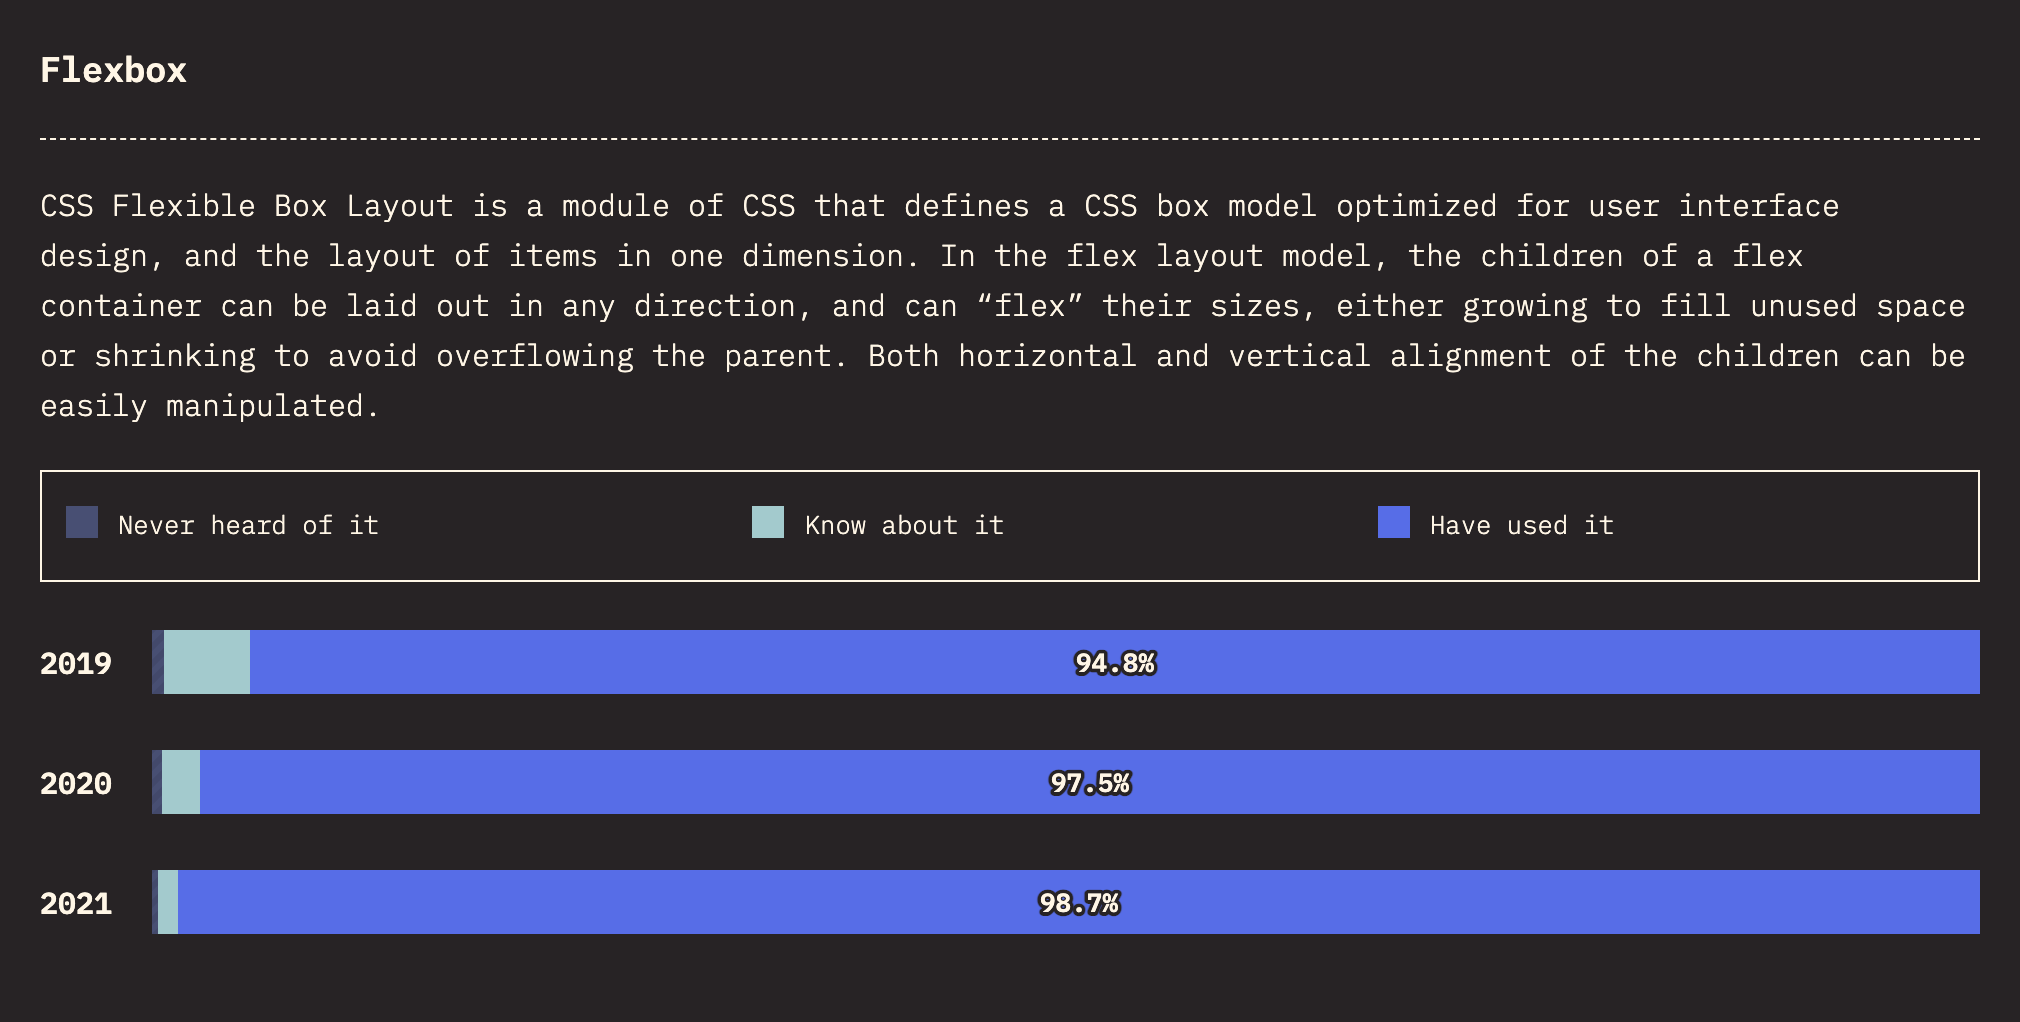 Flexbox
CSS Flexible Box Layout is a module of CSS that defines a CSS box model optimized for user interface
design, and the layout of items in one dimension. In the flex layout model, the children of a flex
container can be laid out in any direction, and can “flex” their sizes, either growing to fill unused space
or shrinking to avoid overflowing the parent. Both horizontal and vertical alignment of the children can be
easily manipulated.
Never heard of it
Know about it
Have used it
2019
94.8%
2020
97.5%
2021
98.7%